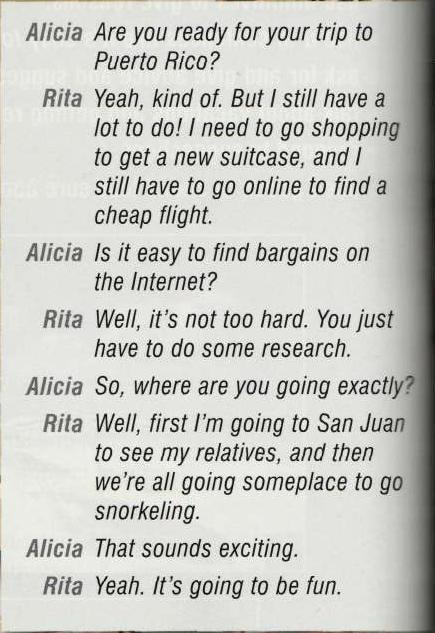 Alicia Are you ready for your trip to
Puerto Rico?
Rita Yeah, kind of. But I still have a
lot to do! I need to go shopping
to get a new suitcase, and I
still have to go online to find a
cheap flight.
Alicia Is it easy to find bargains on
the Internet?
Rita Well, it's not too hard. You just
have to do some research.
Alicia So, where are you going exactly?
Rita Well, first I'm going to San Juan
to see my relatives, and then
we're all going someplace to go
snorkeling.
Alicia That sounds exciting.
Rita Yeah. It's going to be fun.